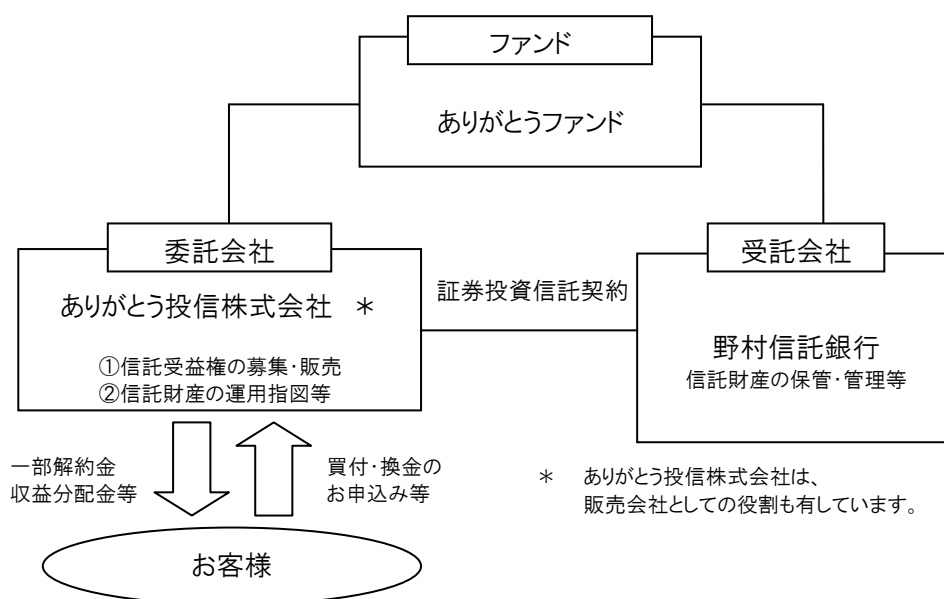 ファンド
ありがとうファンド
委託会社
ありがとう投信株式会社 ＊
①信託受益権の募集・販売
②信託財産の運用指図等
証券投資信託契約
受託会社
野村信託銀行
信託財産の保管・管理等
一部解約金
収益分配金等
買付・換金の
お申込み等
＊ ありがとう投信株式会社は、
販売会社としての役割も有しています。
お客様